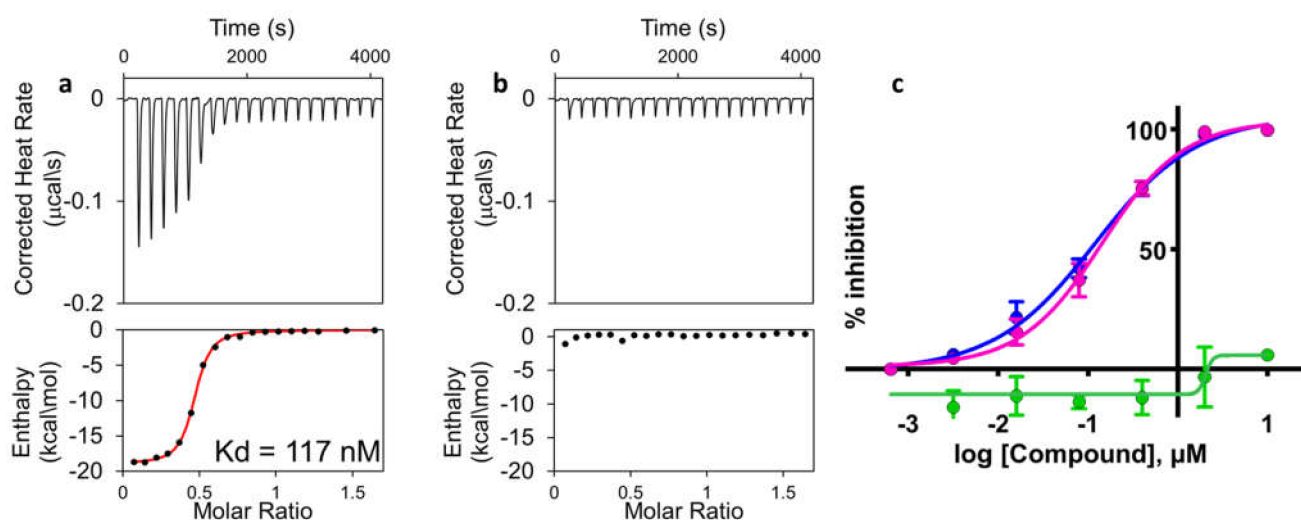 a
Time (s)
0 2000 4000
0
-0.1
-0.2
Corrected Heat Rate
(µcal\s)
0
-5
-10
-15
-20
Enthalpy
(kcal\mol)
Kd = 117 nM
0 0.5 1 1.5
Molar Ratio
b
Time (s)
0 2000 4000
0
-0.1
-0.2
Corrected Heat Rate
(µcal\s)
0
-5
-10
-15
-20
Enthalpy
(kcal\mol)
0 0.5 1 1.5
Molar Ratio
c
100
50
% inhibition
-3 -2 -1 1
log [Compound], µM